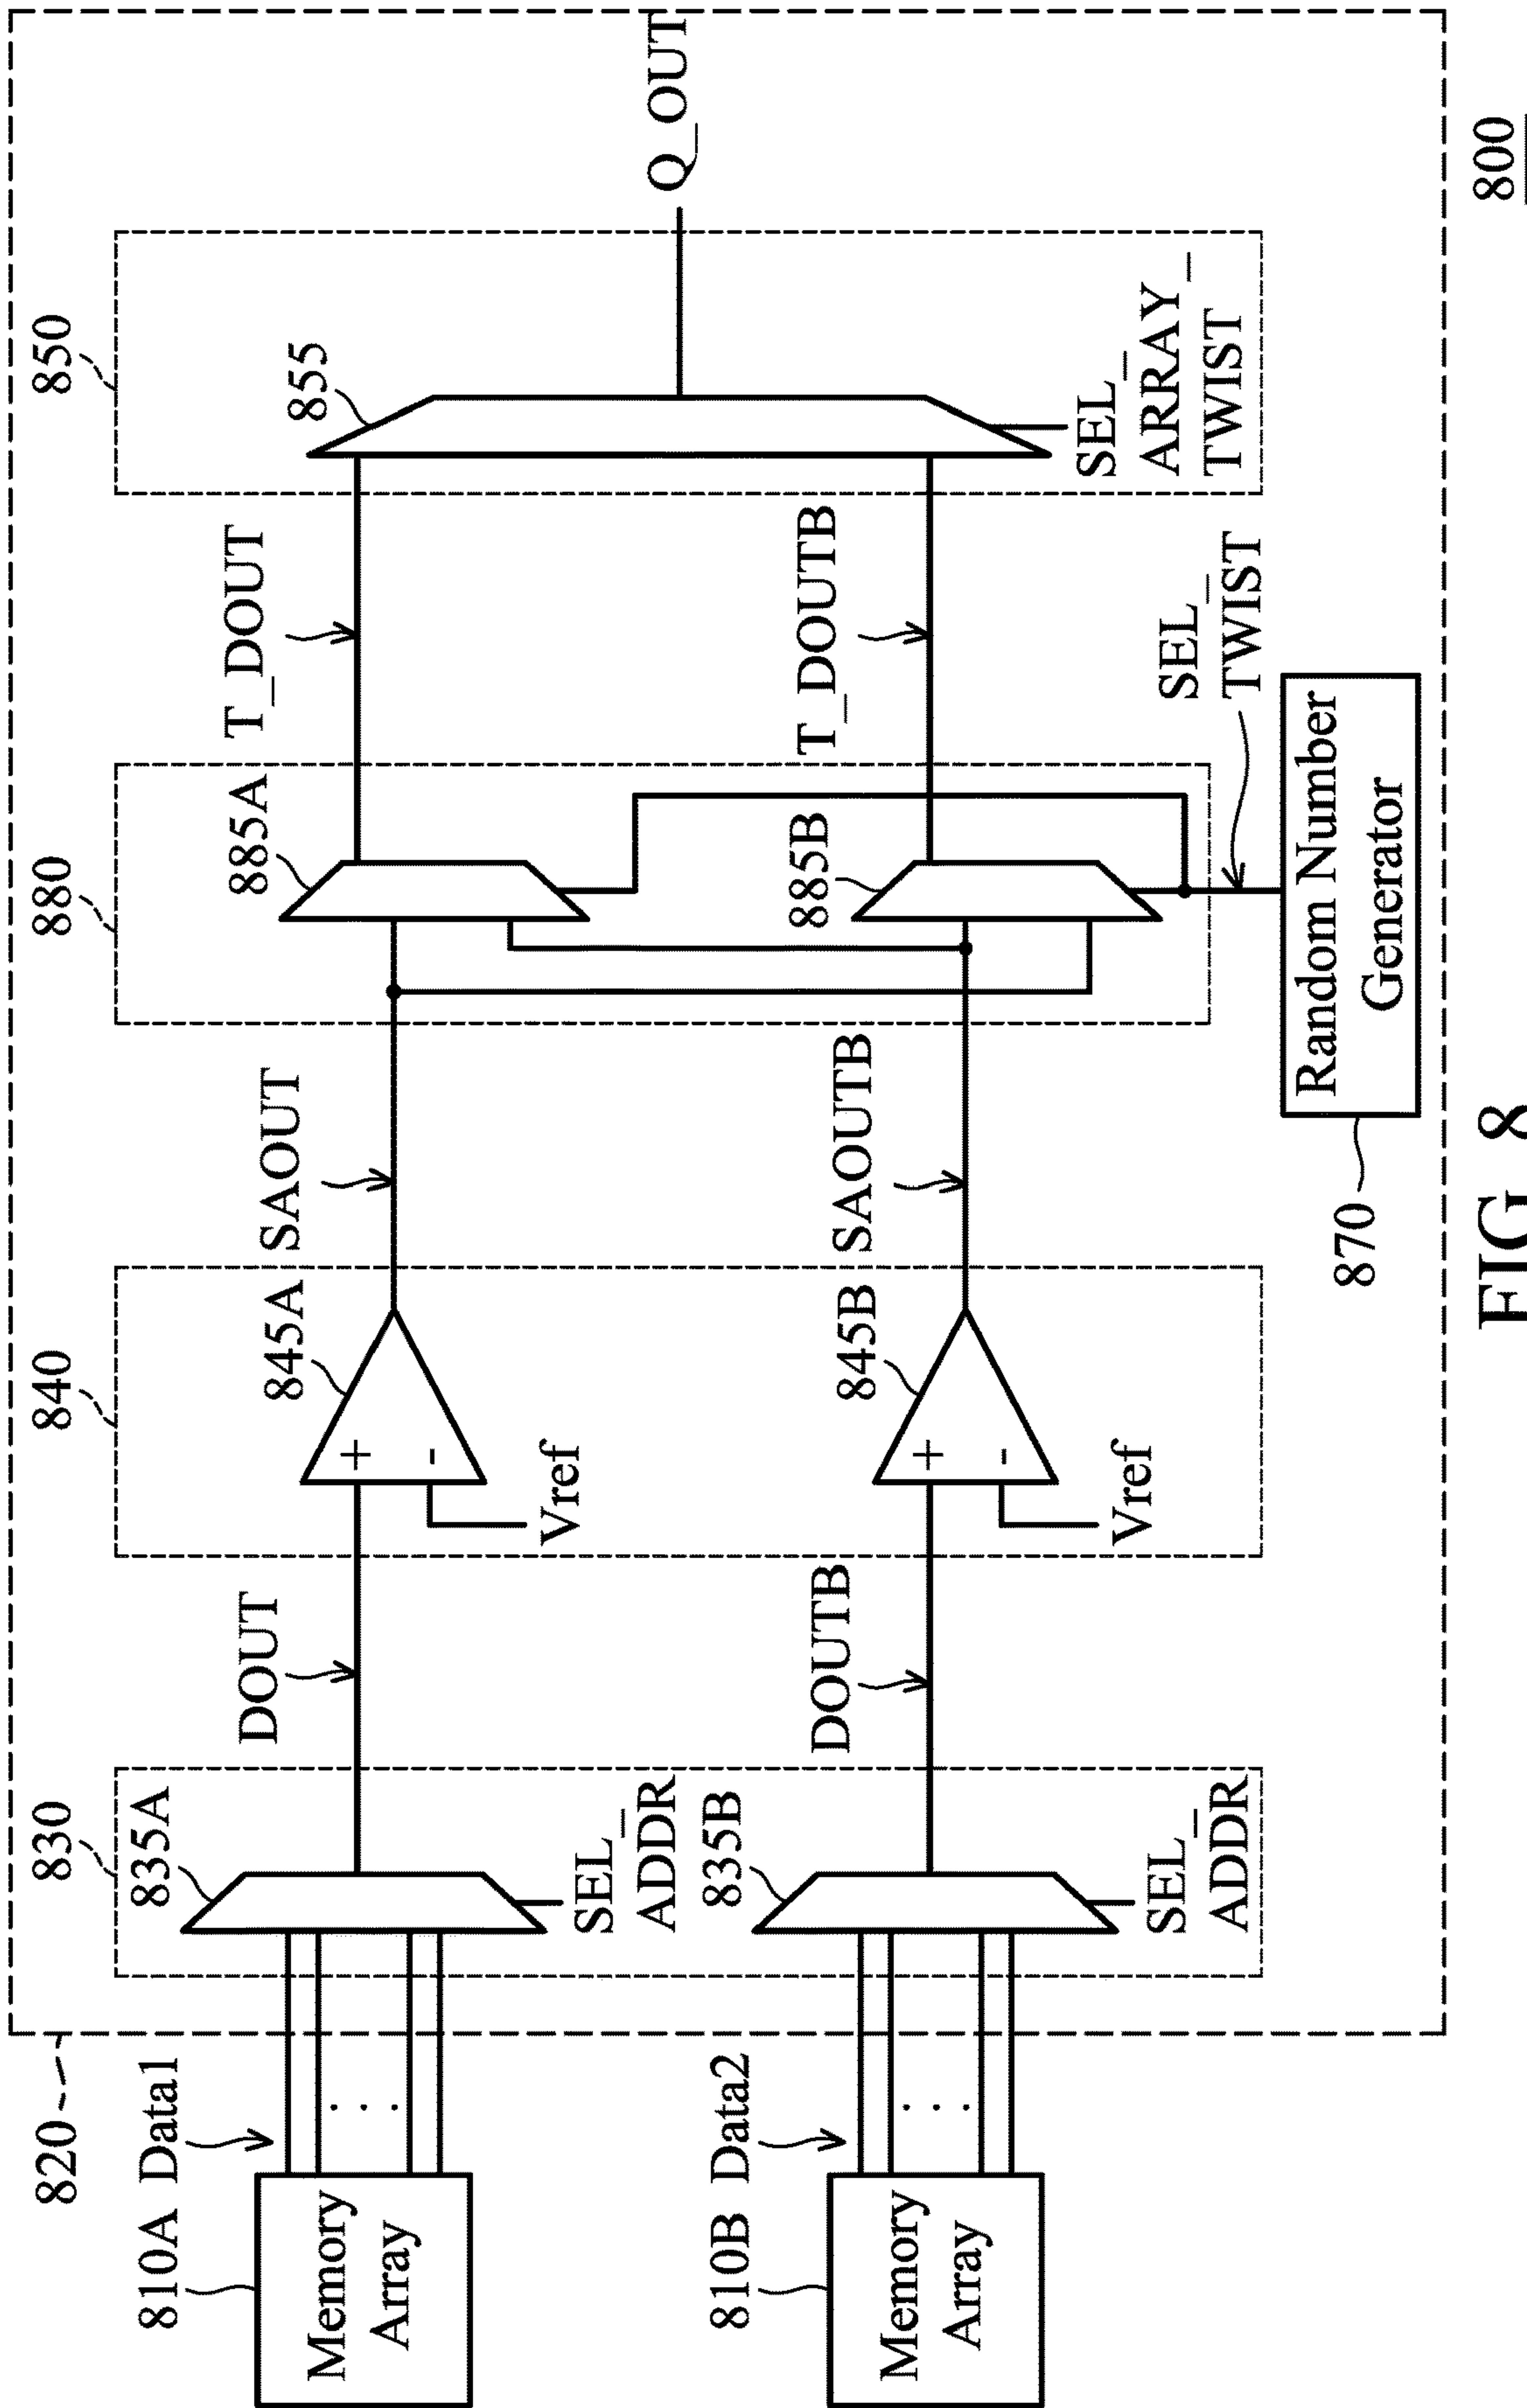 820
810A
Data1
Memory
Array
810B
Data2
Memory
Array
830
835A
SEL_
ADDR
835B
SEL_
ADDR
DOUT
DOUTB
840
845A
+
-
Vref
845B
+
-
Vref
SAOUT
SAOUTB
880
885A
885B
T_DOUT
T_DOUTB
SEL_
TWIST
870
Random Number
Generator
850
855
SEL_
ARRAY_
TWIST
Q_OUT
800
FIG. 8